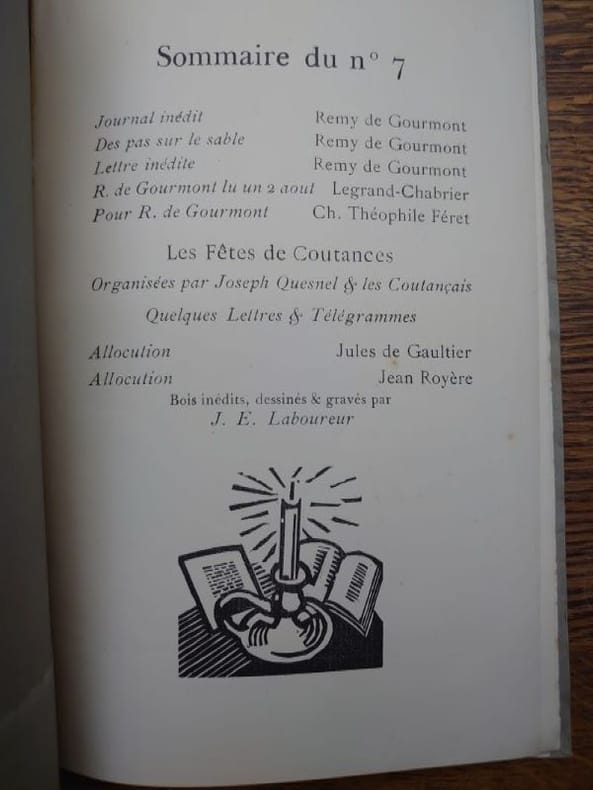 Sommaire du nº 7
Journal inédit Remy de Gourmont
Des pas sur le sable Remy de Gourmont
Lettre inédite Remy de Gourmont
R. de Gourmont lu un 2 aout Legrand-Chabrier
Pour R. de Gourmont Ch. Théophile Féret
Les Fêtes de Coutances
Organisées par Joseph Quesnel & les Coutançais
Quelques Lettres & Télégrammes
Allocution Jules de Gaultier
Allocution Jean Royère
Bois inédits, dessinés & gravés par
J. E. Laboureur